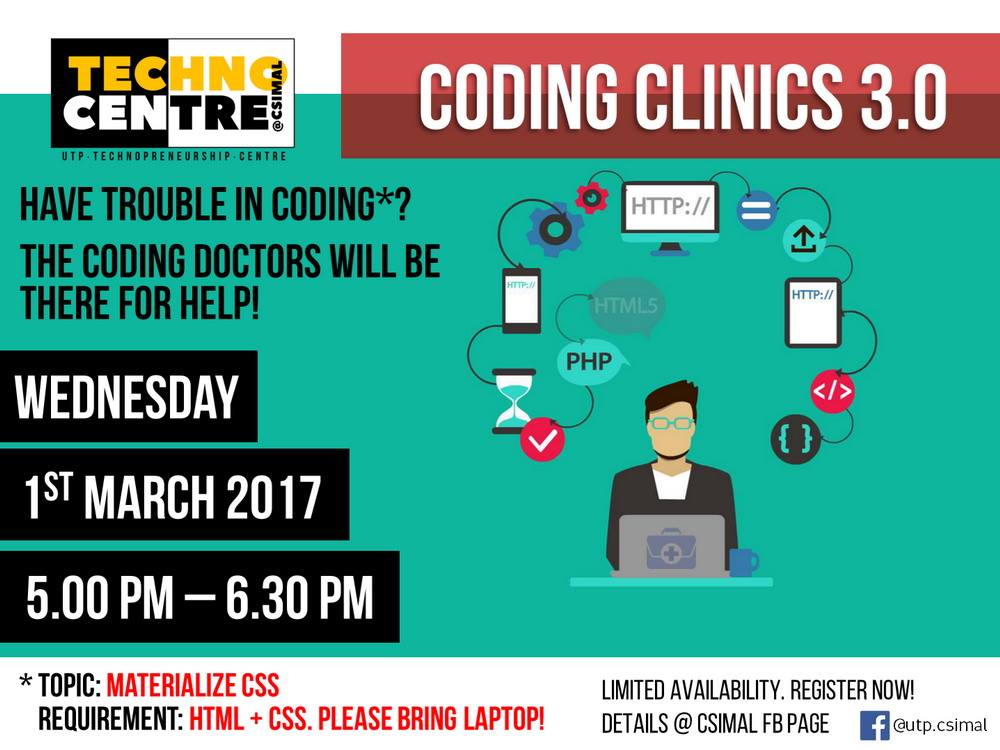 TECHNO
CENTRE
@CSIMAL
UTP·TECHNOPRENEURSHIP·CENTRE
CODING CLINICS 3.0
HAVE TROUBLE IN CODING*?
THE CODING DOCTORS WILL BE
THERE FOR HELP!
WEDNESDAY
1ST MARCH 2017
5.00 PM – 6.30 PM
HTTP://
HTTP://
HTTP://
HTML5
PHP
</>
{ }
* TOPIC: MATERIALIZE CSS
REQUIREMENT: HTML + CSS. PLEASE BRING LAPTOP!
LIMITED AVAILABILITY. REGISTER NOW!
DETAILS @ CSIMAL FB PAGE
f @utp.csimal